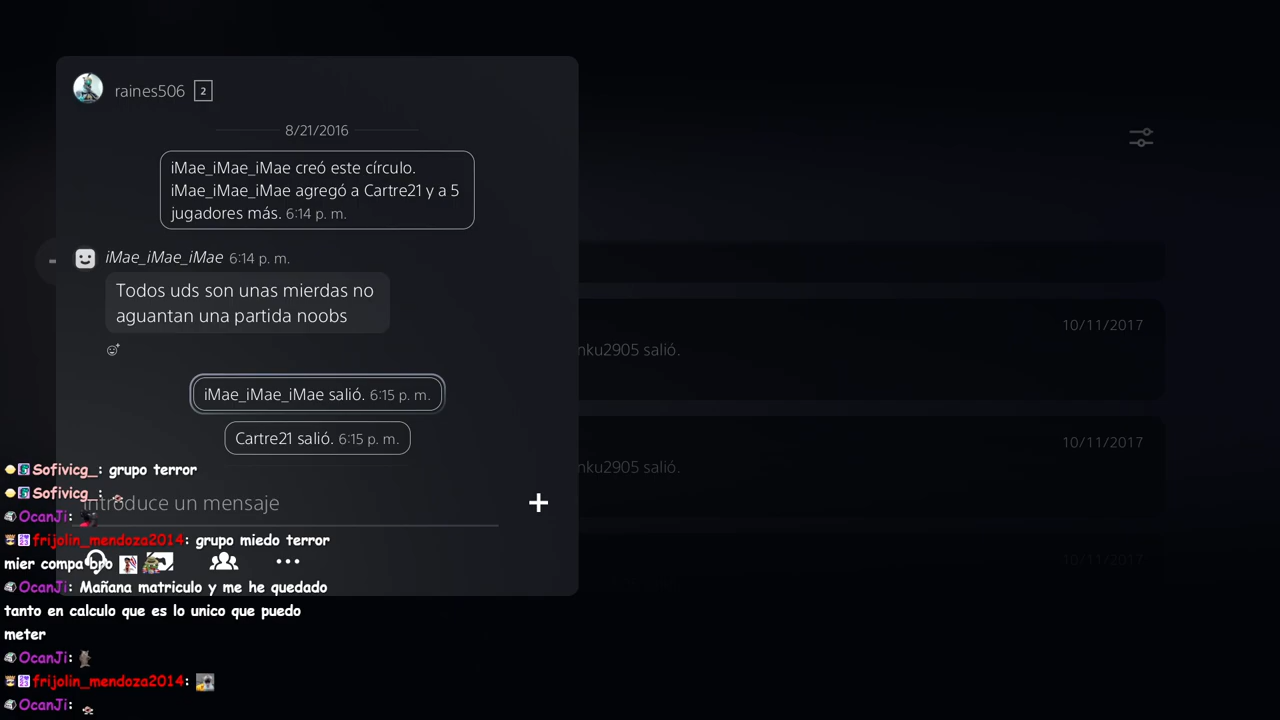 raines506 2
8/21/2016
iMae_iMae_iMae creó este círculo.
iMae_iMae_iMae agregó a Cartre21 y a 5
jugadores más. 6:14 p. m.
iMae_iMae_iMae 6:14 p. m.
Todos uds son unas mierdas no
aguantan una partida noobs
iMae_iMae_iMae salió. 6:15 p. m.
Cartre21 salió. 6:15 p. m.
Introduce un mensaje
10/11/2017
nku2905 salió.
10/11/2017
nku2905 salió.
10/11/2017
Sofivicg_: grupo terror
Sofivicg_:
OcanJi:
frijolin_mendoza2014: grupo miedo terror
mier compa bro
OcanJi: Mañana matriculo y me he quedado
tanto en calculo que es lo unico que puedo
meter
OcanJi:
frijolin_mendoza2014:
OcanJi: